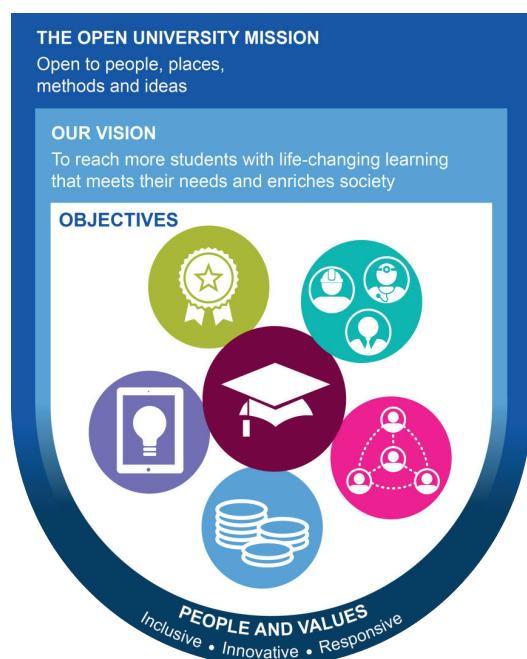 THE OPEN UNIVERSITY MISSION
Open to people, places,
methods and ideas
OUR VISION
To reach more students with life-changing learning
that meets their needs and enriches society
OBJECTIVES
PEOPLE AND VALUES
Inclusive • Innovative • Responsive